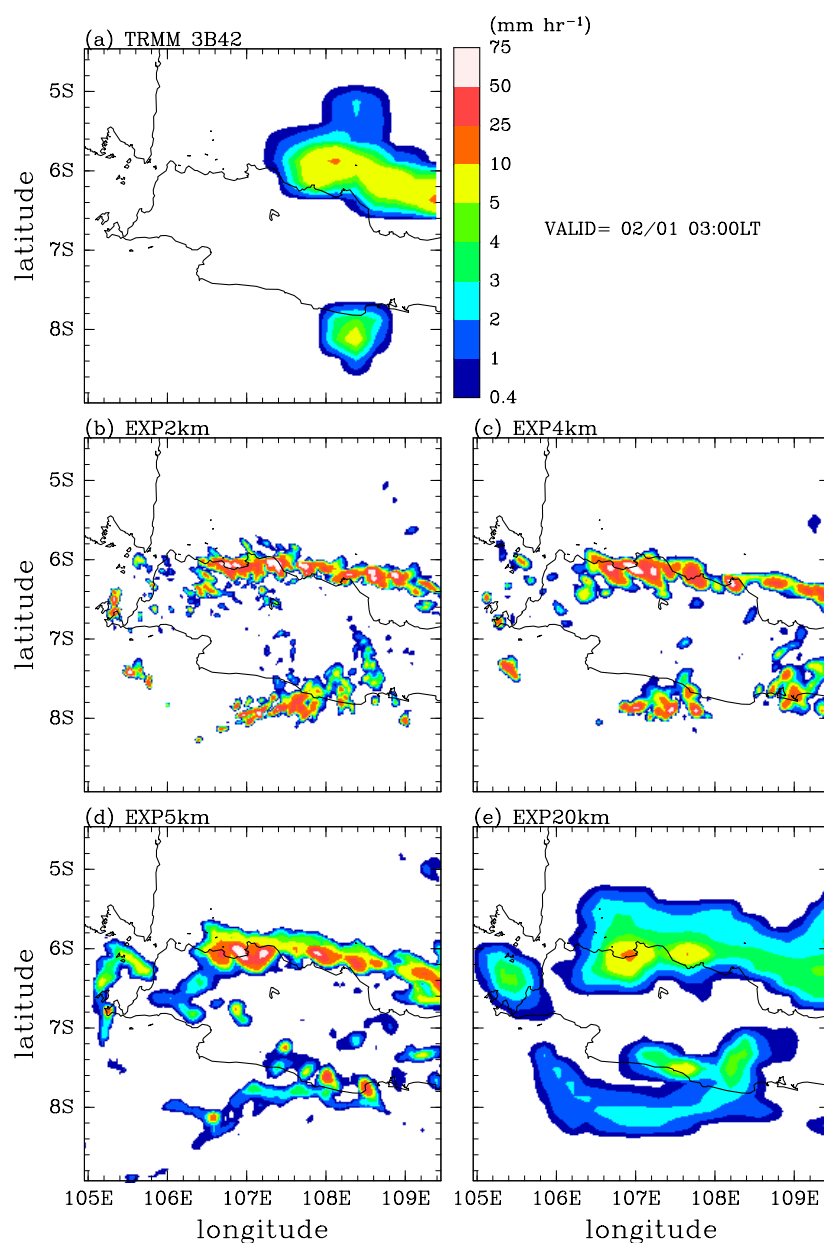 (mm hr⁻¹)
(a) TRMM 3B42
75
50
25
10
5
4
3
2
1
0.4
5S
6S
7S
8S
latitude
VALID= 02/01 03:00LT
(b) EXP2km
(c) EXP4km
5S
6S
7S
8S
latitude
(d) EXP5km
(e) EXP20km
5S
6S
7S
8S
latitude
105E 106E 107E 108E 109E
105E 106E 107E 108E 109E
longitude
longitude